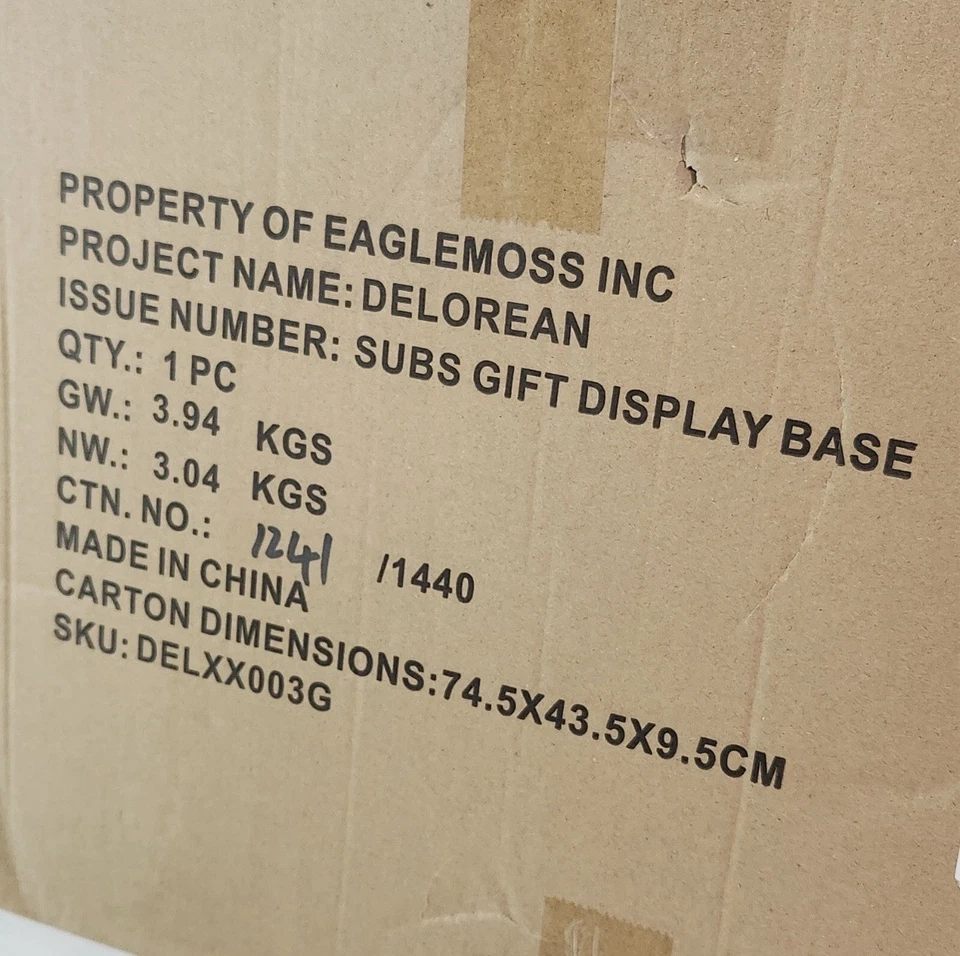 PROPERTY OF EAGLEMOSS INC
PROJECT NAME: DELOREAN
ISSUE NUMBER: SUBS GIFT DISPLAY BASE
QTY.: 1 PC
GW.: 3.94 KGS
NW.: 3.04 KGS
CTN. NO.: 1241 /1440
MADE IN CHINA
CARTON DIMENSIONS:74.5X43.5X9.5CM
SKU: DELXX003G